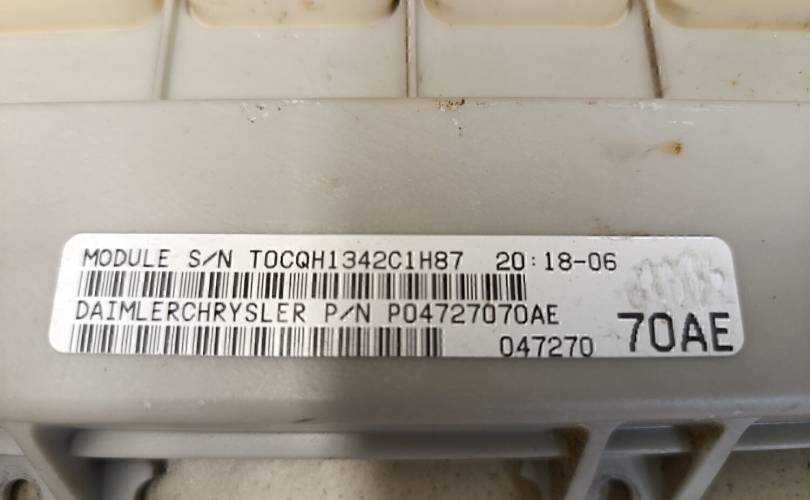 MODULE S/N TOCQH1342C1H87 20:18-06
DAIMLERCHRYSLER P/N P04727070AE
047270 70AE